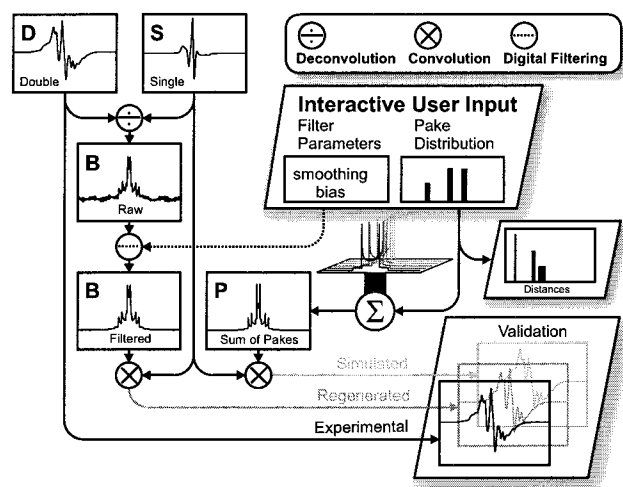 D
Double
S
Single
Deconvolution
Convolution
Digital Filtering
Interactive User Input
Filter
Parameters
Pake
Distribution
smoothing
bias
B
Raw
B
Filtered
P
Sum of Pakes
Σ
Distances
Validation
Simulated
Regenerated
Experimental